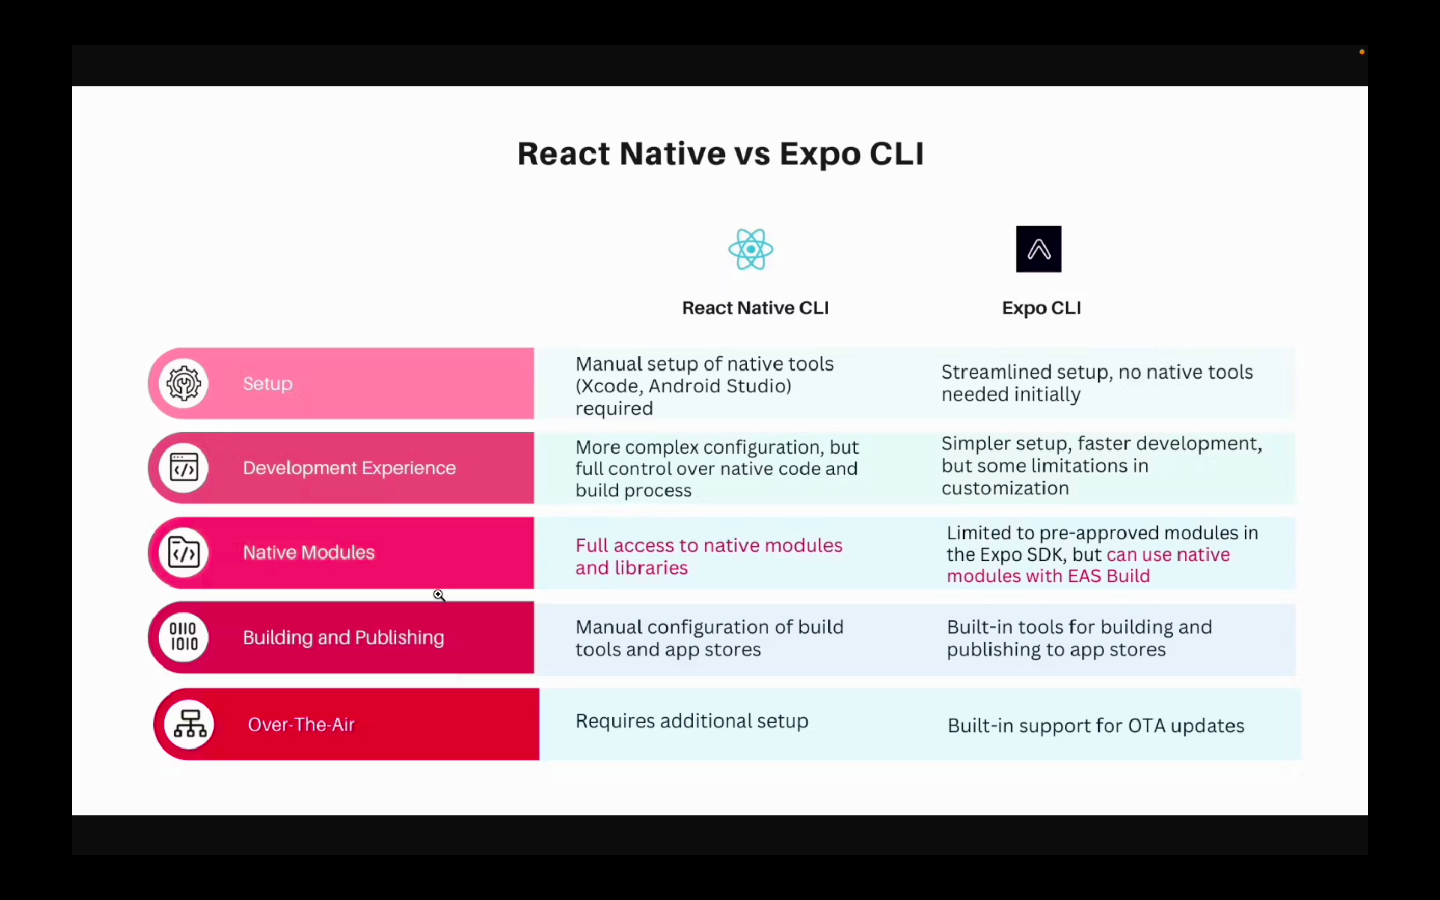 React Native vs Expo CLI
React Native CLI
Expo CLI
Setup
Manual setup of native tools
(Xcode, Android Studio)
required
Streamlined setup, no native tools
needed initially
Development Experience
More complex configuration, but
full control over native code and
build process
Simpler setup, faster development,
but some limitations in
customization
Native Modules
Full access to native modules
and libraries
Limited to pre-approved modules in
the Expo SDK, but can use native
modules with EAS Build
0110
1010
Building and Publishing
Manual configuration of build
tools and app stores
Built-in tools for building and
publishing to app stores
Over-The-Air
Requires additional setup
Built-in support for OTA updates